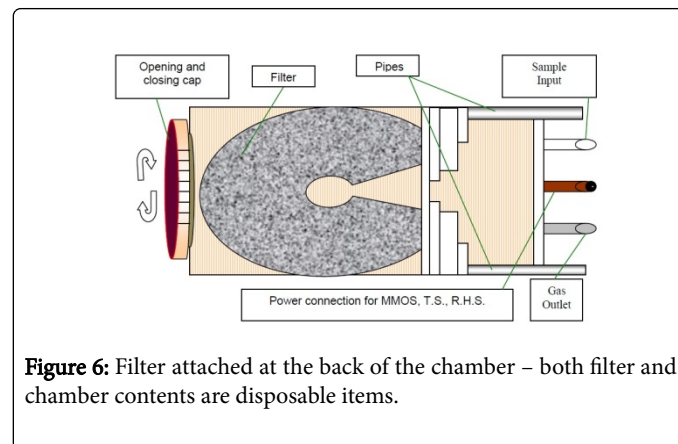 Opening and
closing cap
Filter
Pipes
Sample
Input
Power connection for MMOS, T.S., R.H.S.
Gas
Outlet
Figure 6: Filter attached at the back of the chamber – both filter and
chamber contents are disposable items.